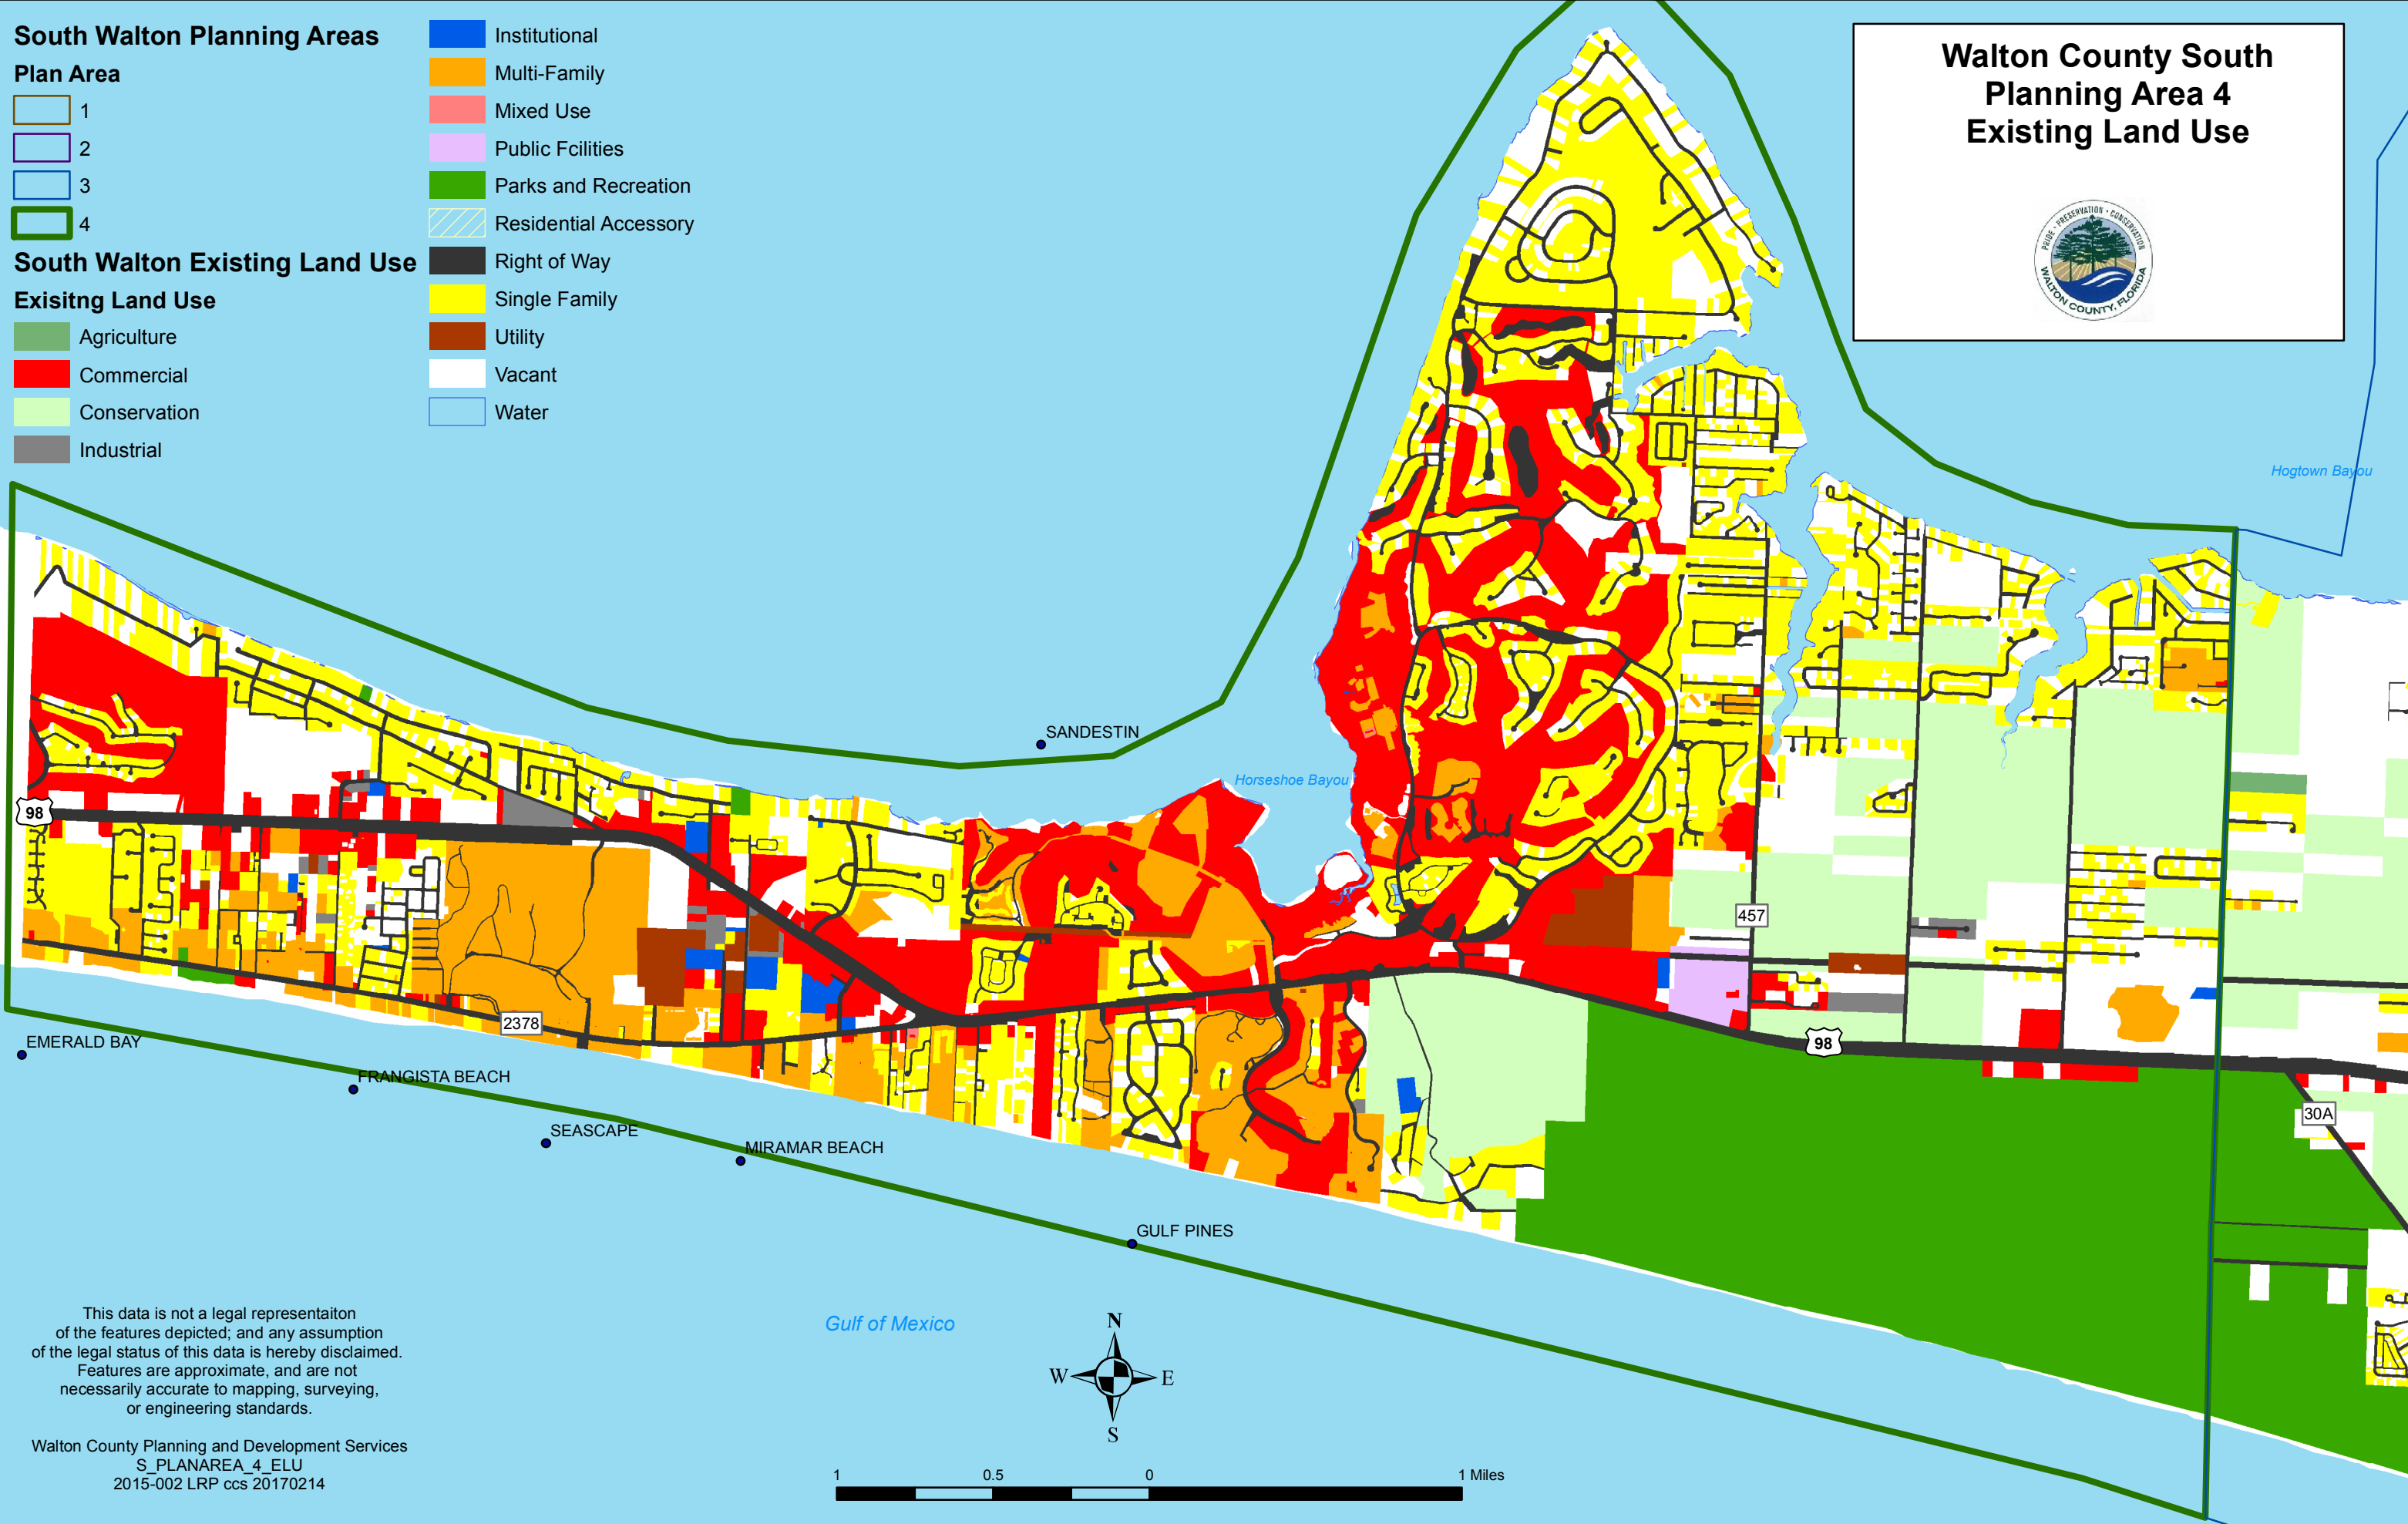 South Walton Planning Areas
Plan Area
1
2
3
4
South Walton Existing Land Use
Exisitng Land Use
Agriculture
Commercial
Conservation
Industrial
Institutional
Multi-Family
Mixed Use
Public Fcilities
Parks and Recreation
Residential Accessory
Right of Way
Single Family
Utility
Vacant
Water
Walton County South
Planning Area 4
Existing Land Use
PRIDE • PRESERVATION • CONSERVATION
WALTON COUNTY, FLORIDA
Hogtown Bayou
SANDESTIN
Horseshoe Bayou
98
457
2378
98
30A
EMERALD BAY
FRANGISTA BEACH
SEASCAPE
MIRAMAR BEACH
GULF PINES
Gulf of Mexico
N
W
E
S
This data is not a legal representaiton
of the features depicted; and any assumption
of the legal status of this data is hereby disclaimed.
Features are approximate, and are not
necessarily accurate to mapping, surveying,
or engineering standards.
Walton County Planning and Development Services
S_PLANAREA_4_ELU
2015-002 LRP ccs 20170214
1 0.5 0 1 Miles